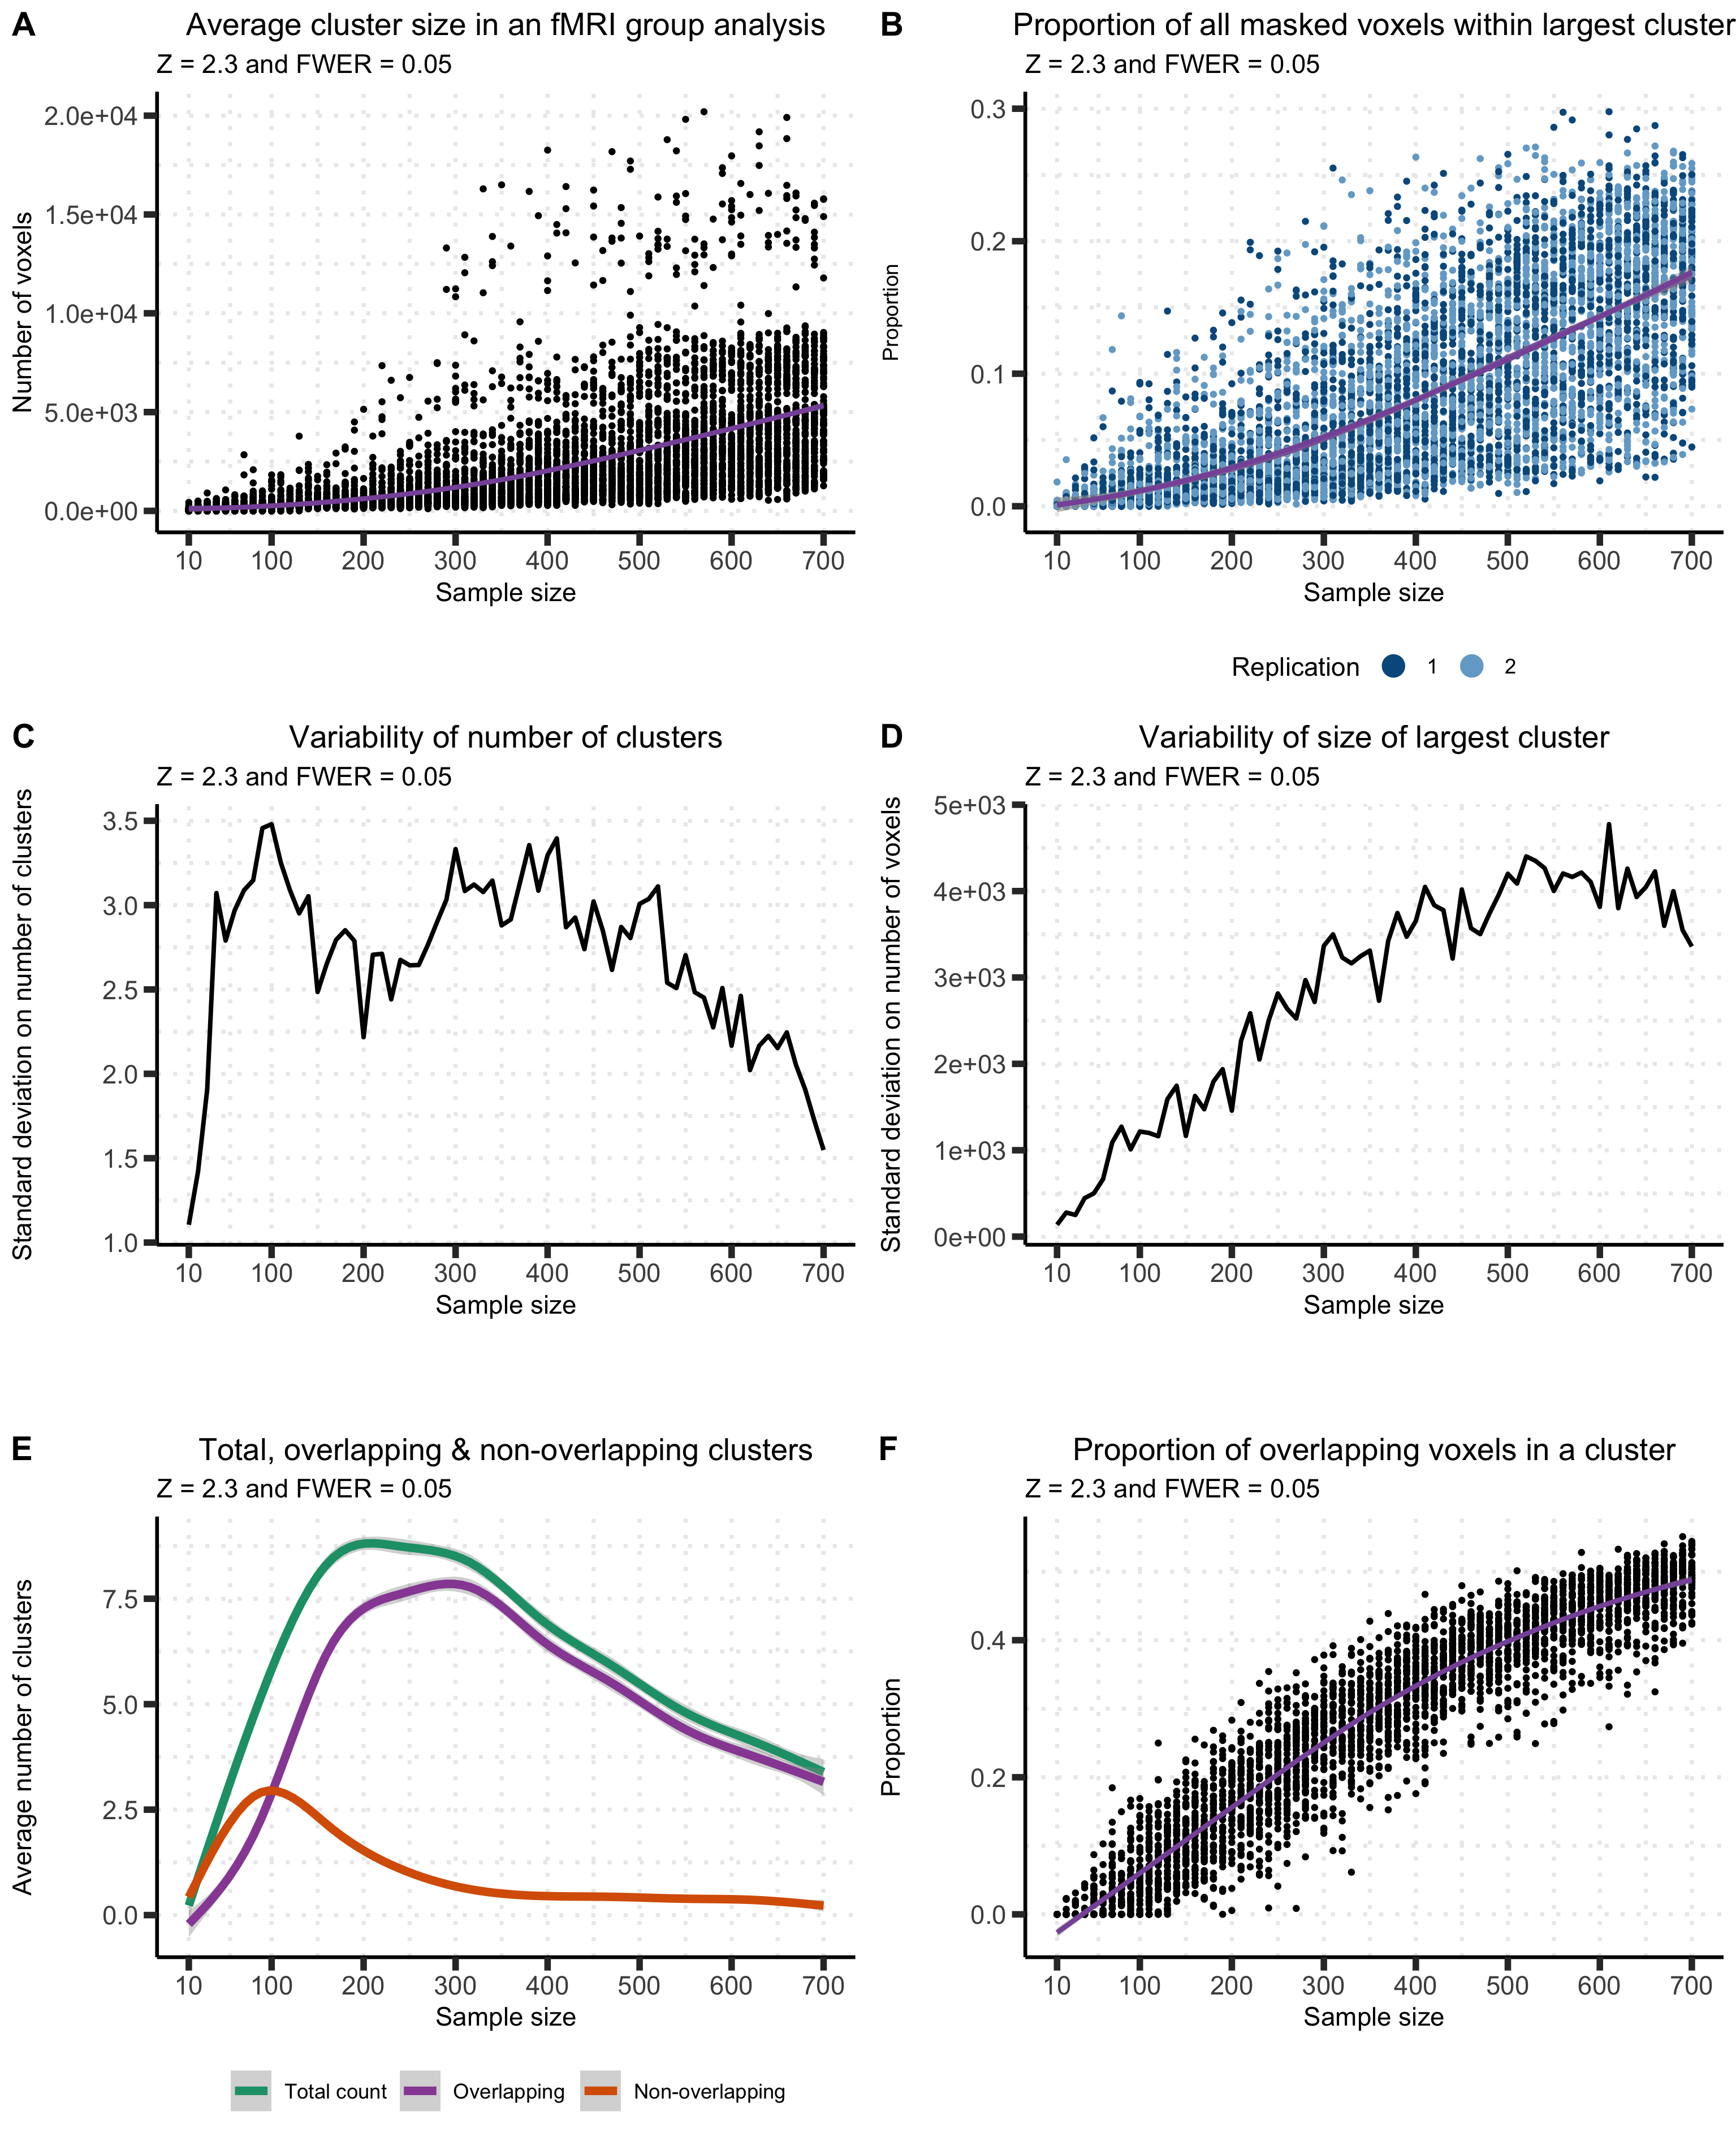 A
Average cluster size in an fMRI group analysis
Z = 2.3 and FWER = 0.05
Number of voxels
2.0e+04
1.5e+04
1.0e+04
5.0e+03
0.0e+00
10 100 200 300 400 500 600 700
Sample size
B
Proportion of all masked voxels within largest cluster
Z = 2.3 and FWER = 0.05
Proportion
0.3
0.2
0.1
0.0
10 100 200 300 400 500 600 700
Sample size
Replication 1 2
C
Variability of number of clusters
Z = 2.3 and FWER = 0.05
Standard deviation on number of clusters
3.5
3.0
2.5
2.0
1.5
1.0
10 100 200 300 400 500 600 700
Sample size
D
Variability of size of largest cluster
Z = 2.3 and FWER = 0.05
Standard deviation on number of voxels
5e+03
4e+03
3e+03
2e+03
1e+03
0e+00
10 100 200 300 400 500 600 700
Sample size
E
Total, overlapping & non-overlapping clusters
Z = 2.3 and FWER = 0.05
Average number of clusters
7.5
5.0
2.5
0.0
10 100 200 300 400 500 600 700
Sample size
Total count Overlapping Non-overlapping
F
Proportion of overlapping voxels in a cluster
Z = 2.3 and FWER = 0.05
Proportion
0.4
0.2
0.0
10 100 200 300 400 500 600 700
Sample size